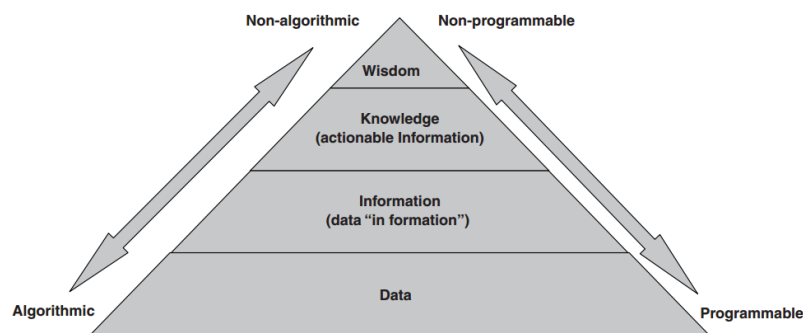 Non-algorithmic
Non-programmable
Wisdom
Knowledge
(actionable Information)
Information
(data “in formation”)
Data
Algorithmic
Programmable